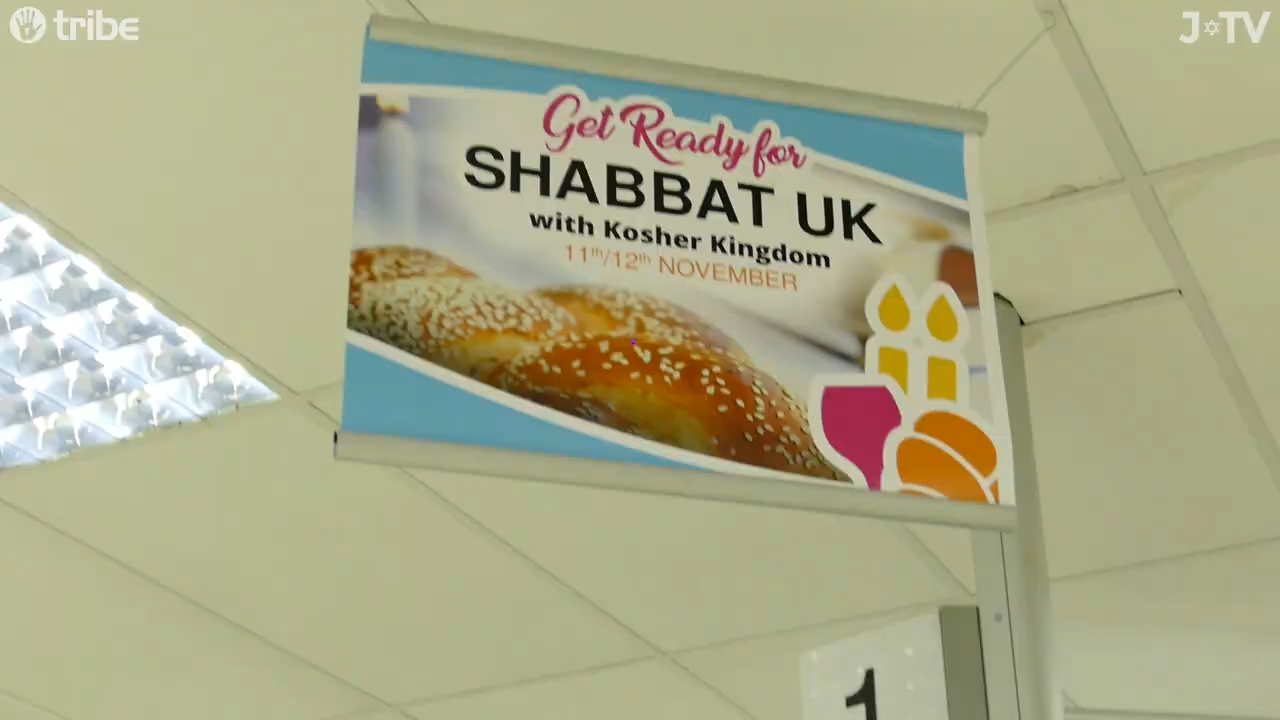 tribe
J✡TV
Get Ready for
SHABBAT UK
with Kosher Kingdom
11th/12th NOVEMBER
1